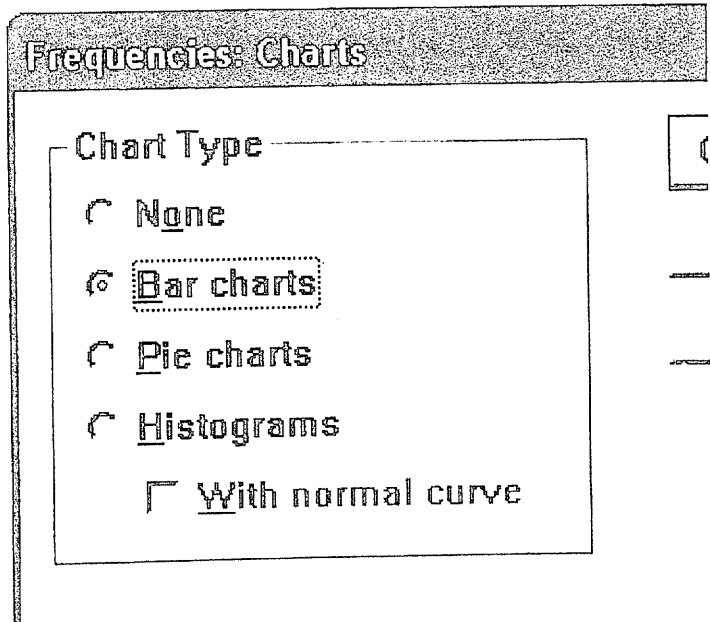 Frequencies: Charts
Chart Type
None
Bar charts
Pie charts
Histograms
With normal curve